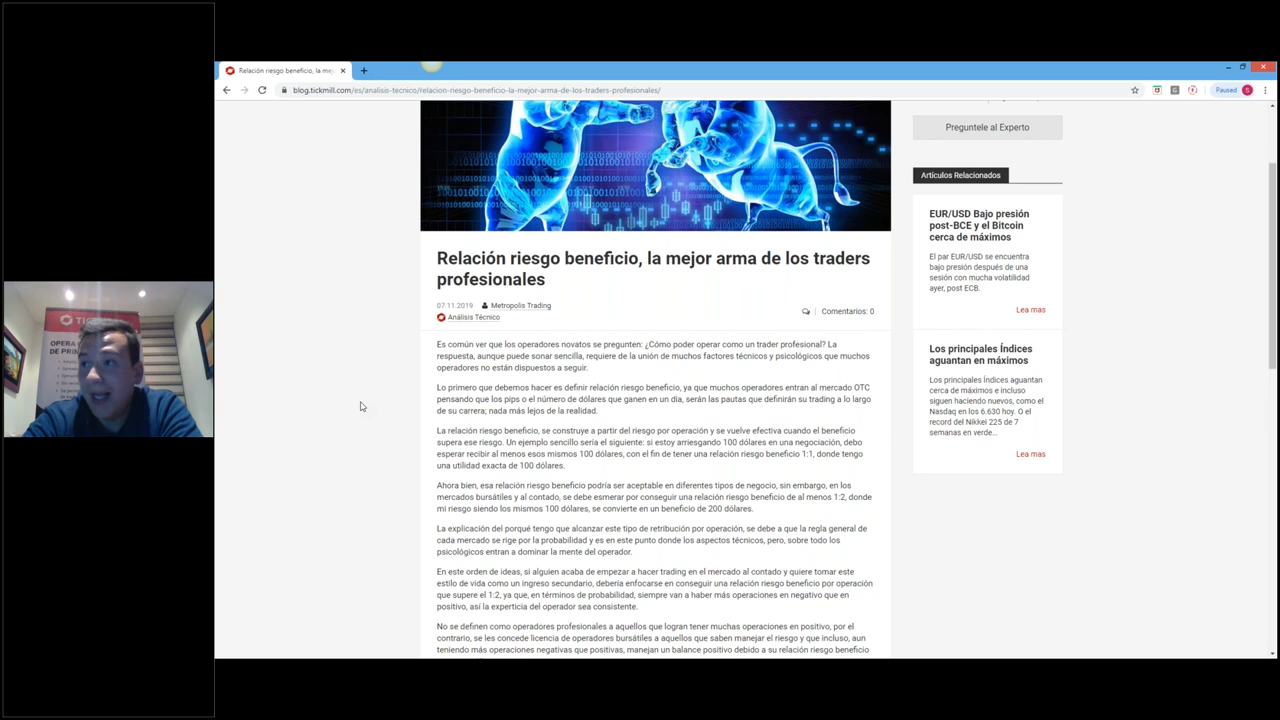 Relación riesgo beneficio, la me
blog.tickmill.com/es/analisis-tecnico/relacion-riesgo-beneficio-la-mejor-arma-de-los-traders-profesionales/
Paused
S
Preguntele al Experto
Artículos Relacionados
EUR/USD Bajo presión
post-BCE y el Bitcoin
cerca de máximos
El par EUR/USD se encuentra
bajo presión después de una
sesión con mucha volatilidad
ayer, post ECB.
Lea mas
Los principales Índices
aguantan en máximos
Los principales Índices aguantan
cerca de máximos e incluso
siguen haciendo nuevos, como el
Nasdaq en los 6.630 hoy. O el
record del Nikkei 225 de 7
semanas en verde...
Lea mas
Relación riesgo beneficio, la mejor arma de los traders
profesionales
07.11.2019 Metropolis Trading
Análisis Técnico
Comentarios: 0
Es común ver que los operadores novatos se pregunten: ¿Cómo poder operar como un trader profesional? La
respuesta, aunque puede sonar sencilla, requiere de la unión de muchos factores técnicos y psicológicos que muchos
operadores no están dispuestos a seguir.
Lo primero que debemos hacer es definir relación riesgo beneficio, ya que muchos operadores entran al mercado OTC
pensando que los pips o el número de dólares que ganen en un día, serán las pautas que definirán su trading a lo largo
de su carrera; nada más lejos de la realidad.
La relación riesgo beneficio, se construye a partir del riesgo por operación y se vuelve efectiva cuando el beneficio
supera ese riesgo. Un ejemplo sencillo sería el siguiente: si estoy arriesgando 100 dólares en una negociación, debo
esperar recibir al menos esos mismos 100 dólares, con el fin de tener una relación riesgo beneficio 1:1, donde tengo
una utilidad exacta de 100 dólares.
Ahora bien, esa relación riesgo beneficio podría ser aceptable en diferentes tipos de negocio, sin embargo, en los
mercados bursátiles y al contado, se debe esmerar por conseguir una relación riesgo beneficio de al menos 1:2, donde
mi riesgo siendo los mismos 100 dólares, se convierte en un beneficio de 200 dólares.
La explicación del porqué tengo que alcanzar este tipo de retribución por operación, se debe a que la regla general de
cada mercado se rige por la probabilidad y es en este punto donde los aspectos técnicos, pero, sobre todo los
psicológicos entran a dominar la mente del operador.
En este orden de ideas, si alguien acaba de empezar a hacer trading en el mercado al contado y quiere tomar este
estilo de vida como un ingreso secundario, debería enfocarse en conseguir una relación riesgo beneficio por operación
que supere el 1:2, ya que, en términos de probabilidad, siempre van a haber más operaciones en negativo que en
positivo, así la experticia del operador sea consistente.
No se definen como operadores profesionales a aquellos que logran tener muchas operaciones en positivo, por el
contrario, se les concede licencia de operadores bursátiles a aquellos que saben manejar el riesgo y que incluso, aun
teniendo más operaciones negativas que positivas, manejan un balance positivo debido a su relación riesgo beneficio